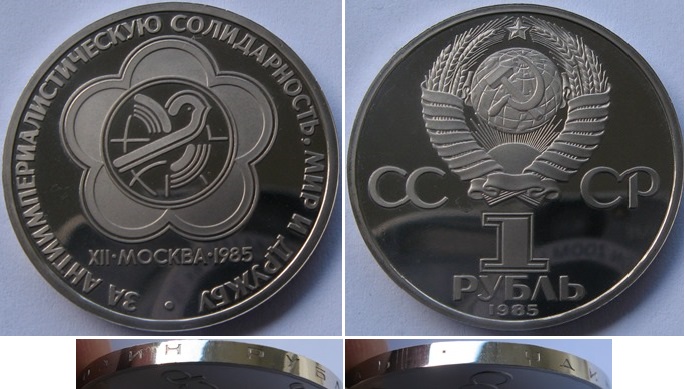 ЗА АНТИИМПЕРИАЛИСТИЧЕСКУЮ СОЛИДАРНОСТЬ, МИР И ДРУЖБУ
XII·МОСКВА·1985
СС СР
1
РУБЛЬ
1985